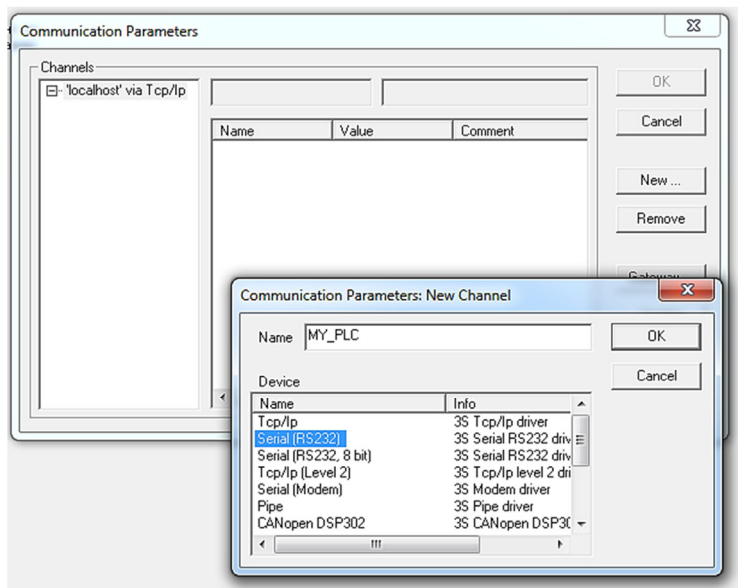 Communication Parameters
Channels
'localhost' via Tcp/Ip
OK
Name Value Comment
Cancel
New ...
Remove
Gateway ...
Communication Parameters: New Channel
Name MY_PLC
OK
Device
Cancel
Name Info
Tcp/Ip 3S Tcp/Ip driver
Serial (RS232) 3S Serial RS232 driv
Serial (RS232, 8 bit) 3S Serial RS232 driv
Tcp/Ip (Level 2) 3S Tcp/Ip level 2 dri
Serial (Modem) 3S Modem driver
Pipe 3S Pipe driver
CANopen DSP302 3S CANopen DSP3